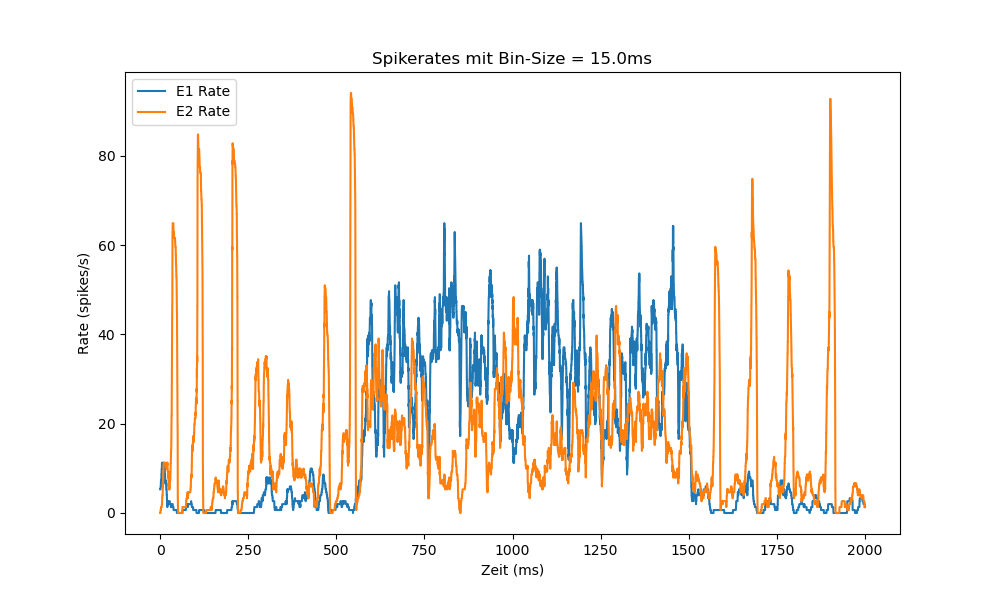 Spikerates mit Bin-Size = 15.0ms
E1 Rate
E2 Rate
80
60
40
20
0
Rate (spikes/s)
0 250 500 750 1000 1250 1500 1750 2000
Zeit (ms)